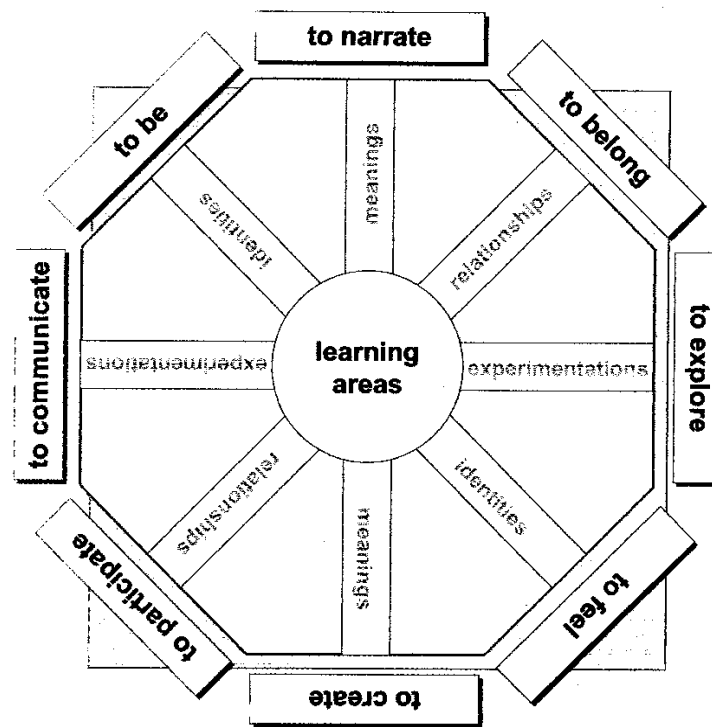 to narrate
to be
to belong
meanings
identities
relationships
to communicate
experimentations
learning
areas
experimentations
to explore
relationships
identities
meanings
to participate
to feel
to create